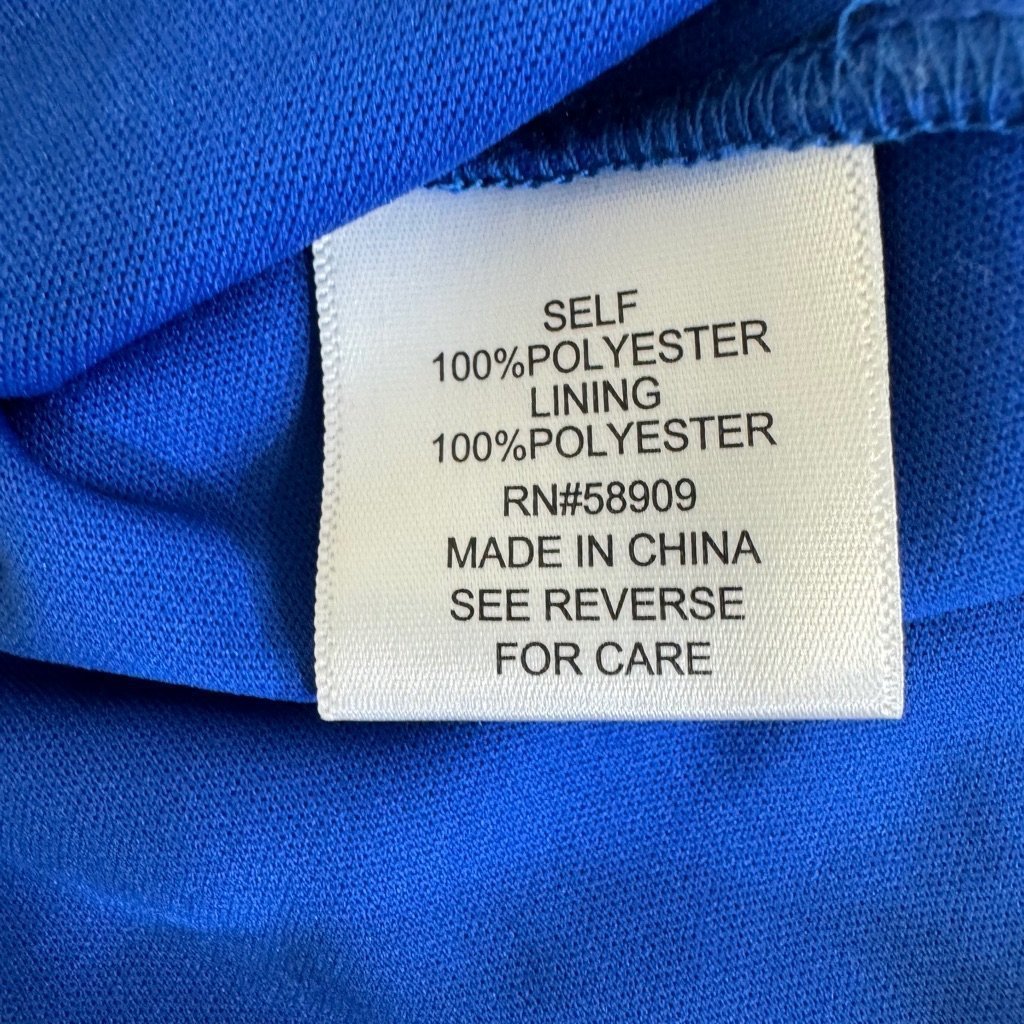 SELF
100%POLYESTER
LINING
100%POLYESTER
RN#58909
MADE IN CHINA
SEE REVERSE
FOR CARE